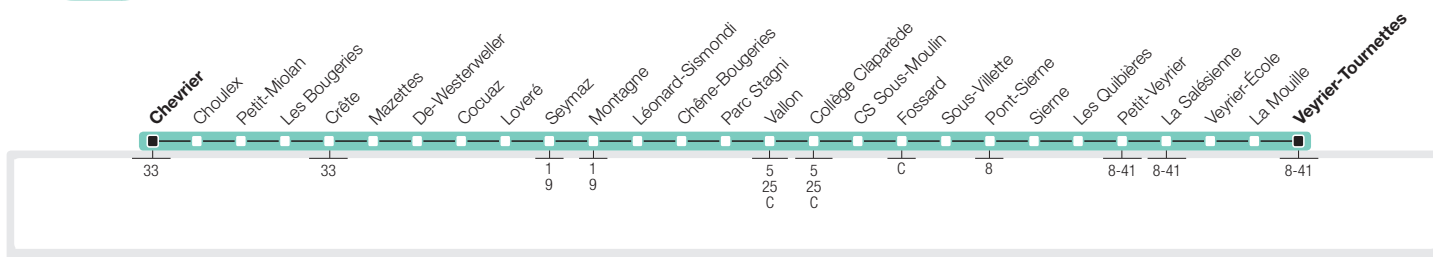 Chevrier
Choulex
Petit-Miolan
Les Bougeries
Crête
Mazettes
De-Westerweller
Cocuaz
Loveré
Seymaz
Montagne
Léonard-Sismondi
Chêne-Bougeries
Parc Stagni
Vallon
Collège Claparède
CS Sous-Moulin
Fossard
Sous-Villette
Pont-Sierne
Sierne
Les Quibières
Petit-Veyrier
La Salésienne
Veyrier-École
La Mouille
Veyrier-Tournettes
33
33
1
9
1
9
5
25
C
5
25
C
C
8
8-41
8-41
8-41